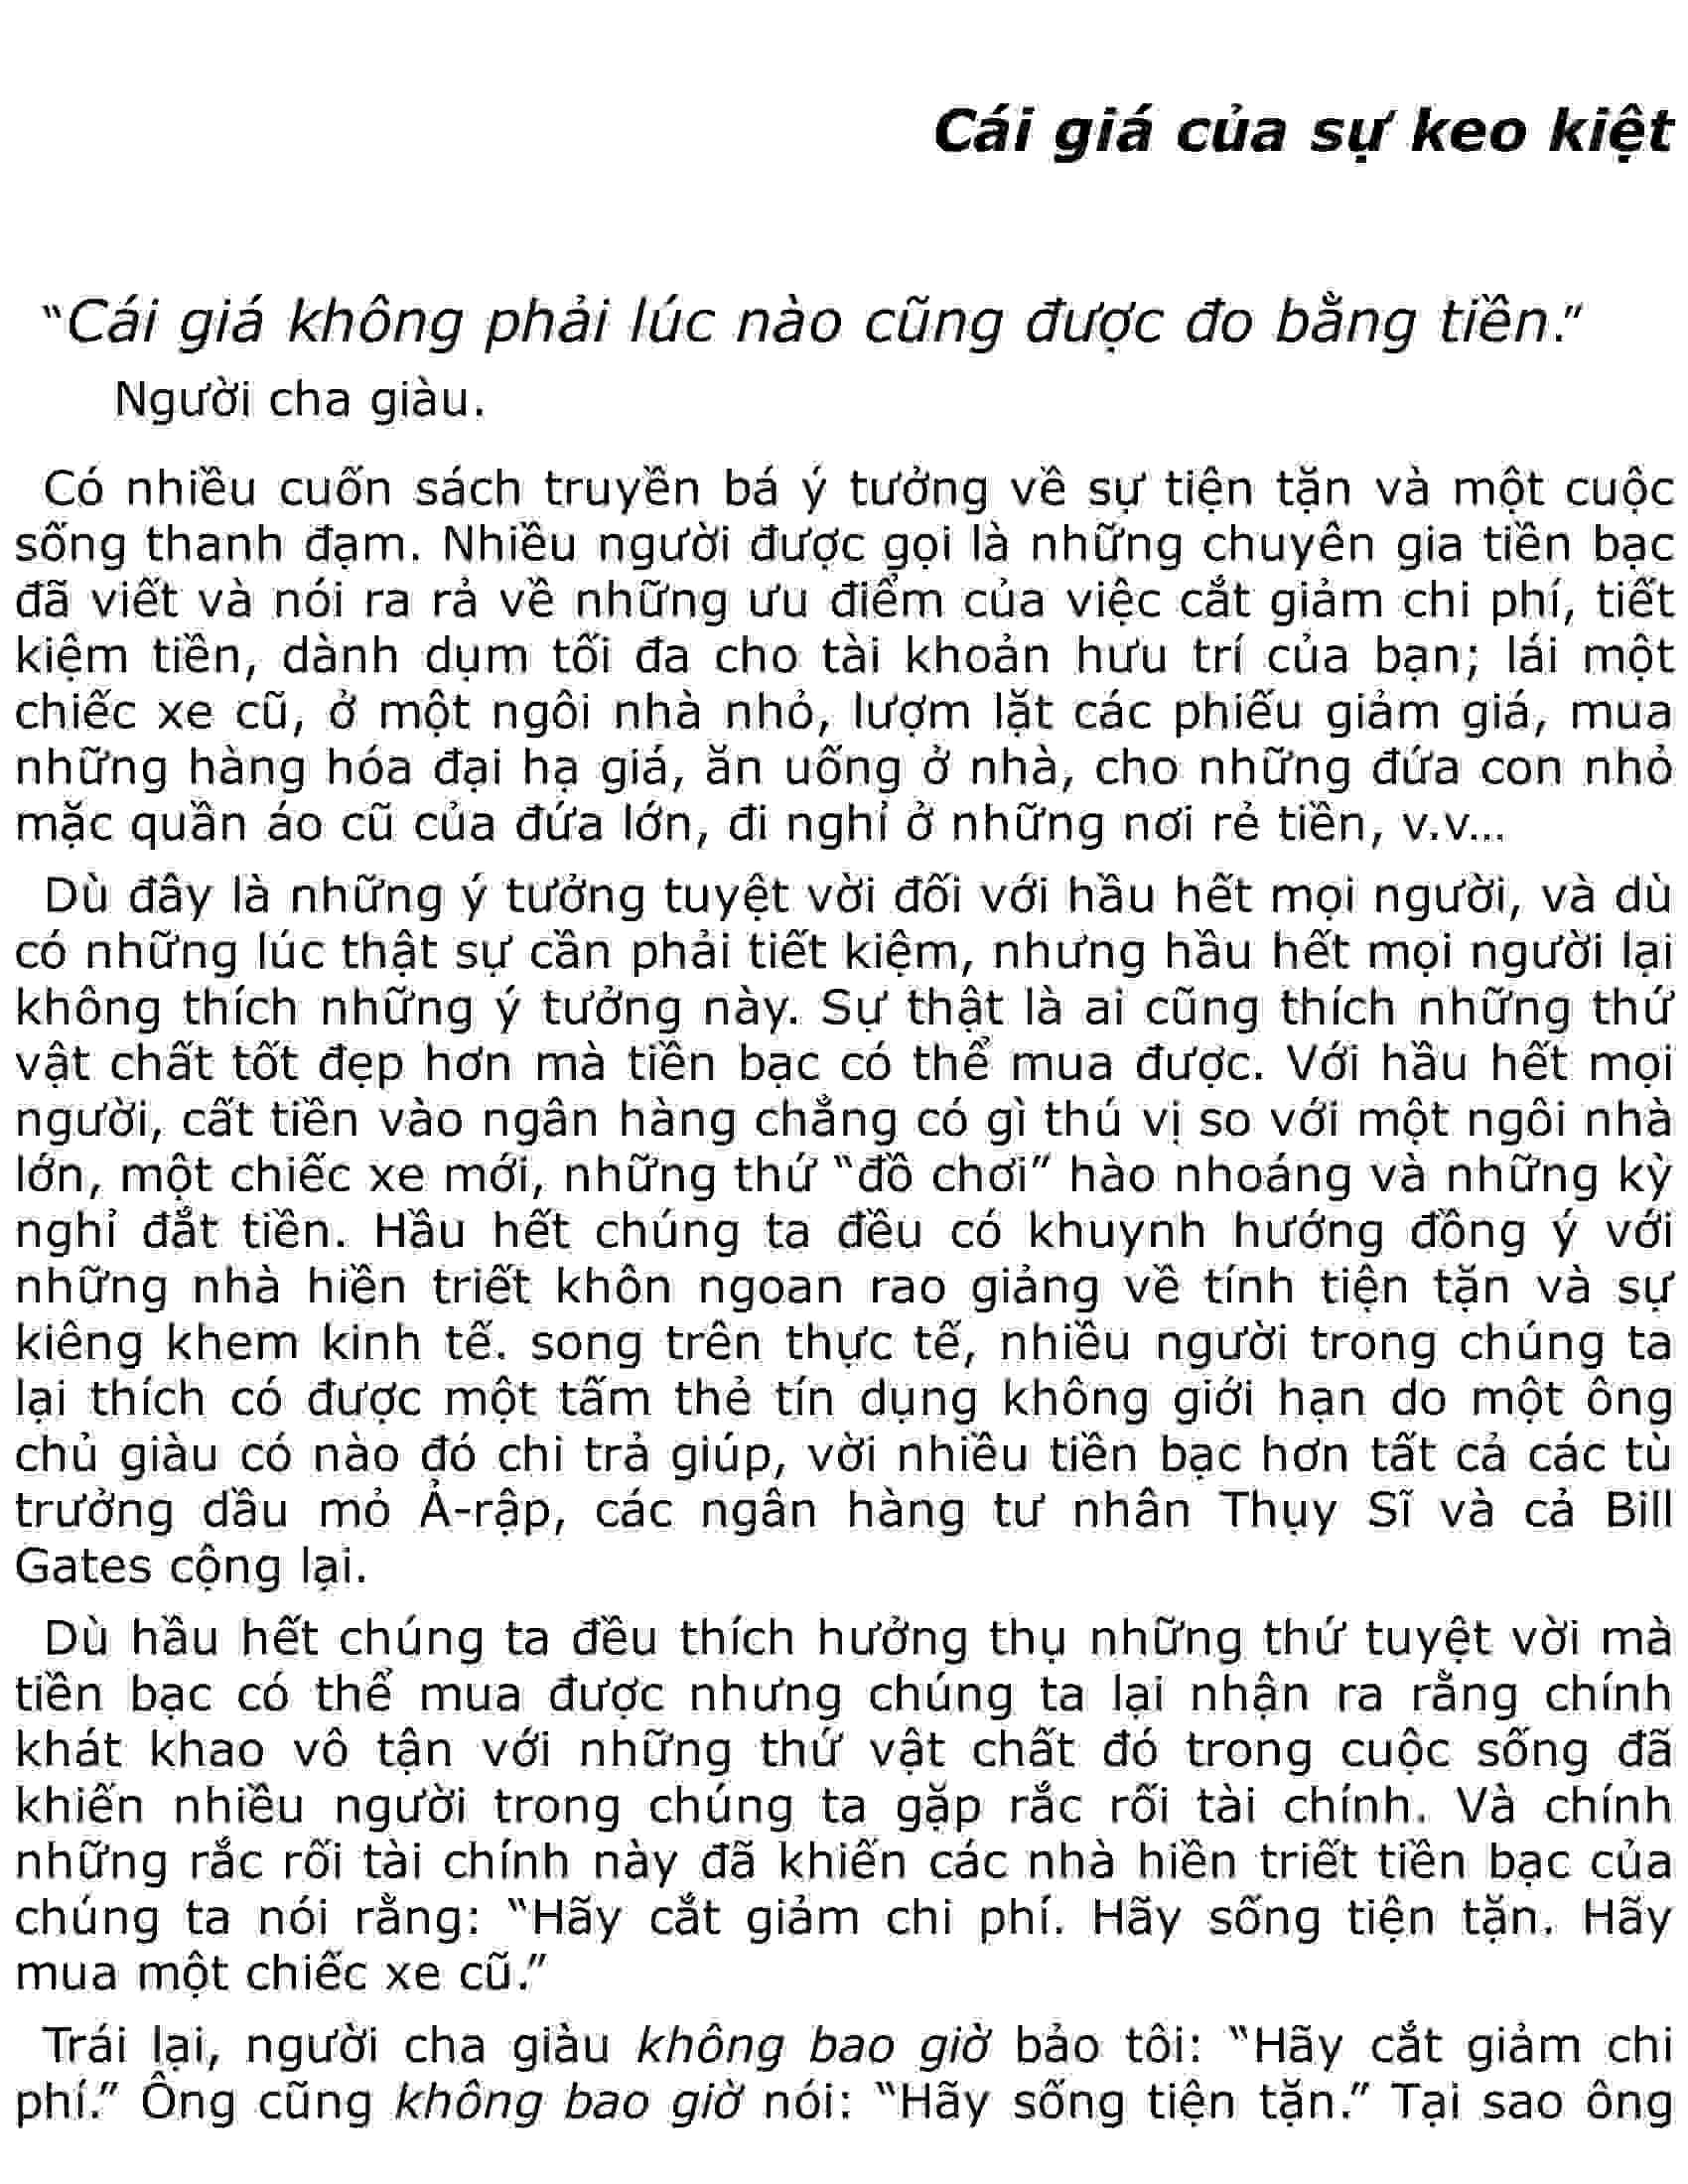 Cái giá của sự keo kiệt
“Cái giá không phải lúc nào cũng được đo bằng tiền.”
Người cha giàu.
Có nhiều cuốn sách truyền bá ý tưởng về sự tiện tặn và một cuộc
sống thanh đạm. Nhiều người được gọi là những chuyên gia tiền bạc
đã viết và nói ra rả về những ưu điểm của việc cắt giảm chi phí, tiết
kiệm tiền, dành dụm tối đa cho tài khoản hưu trí của bạn; lái một
chiếc xe cũ, ở một ngôi nhà nhỏ, lượm lặt các phiếu giảm giá, mua
những hàng hóa đại hạ giá, ăn uống ở nhà, cho những đứa con nhỏ
mặc quần áo cũ của đứa lớn, đi nghỉ ở những nơi rẻ tiền, v.v...
Dù đây là những ý tưởng tuyệt vời đối với hầu hết mọi người, và dù
có những lúc thật sự cần phải tiết kiệm, nhưng hầu hết mọi người lại
không thích những ý tưởng này. Sự thật là ai cũng thích những thứ
vật chất tốt đẹp hơn mà tiền bạc có thể mua được. Với hầu hết mọi
người, cất tiền vào ngân hàng chẳng có gì thú vị so với một ngôi nhà
lớn, một chiếc xe mới, những thứ “đồ chơi” hào nhoáng và những kỳ
nghỉ đắt tiền. Hầu hết chúng ta đều có khuynh hướng đồng ý với
những nhà hiền triết khôn ngoan rao giảng về tính tiện tặn và sự
kiêng khem kinh tế. song trên thực tế, nhiều người trong chúng ta
lại thích có được một tấm thẻ tín dụng không giới hạn do một ông
chủ giàu có nào đó chi trả giúp, vời nhiều tiền bạc hơn tất cả các tù
trưởng dầu mỏ Ả-rập, các ngân hàng tư nhân Thụy Sĩ và cả Bill
Gates cộng lại.
Dù hầu hết chúng ta đều thích hưởng thụ những thứ tuyệt vời mà
tiền bạc có thể mua được nhưng chúng ta lại nhận ra rằng chính
khát khao vô tận với những thứ vật chất đó trong cuộc sống đã
khiến nhiều người trong chúng ta gặp rắc rối tài chính. Và chính
những rắc rối tài chính này đã khiến các nhà hiền triết tiền bạc của
chúng ta nói rằng: “Hãy cắt giảm chi phí. Hãy sống tiện tặn. Hãy
mua một chiếc xe cũ.”
Trái lại, người cha giàu không bao giờ bảo tôi: “Hãy cắt giảm chi
phí.” Ông cũng không bao giờ nói: “Hãy sống tiện tặn.” Tại sao ông